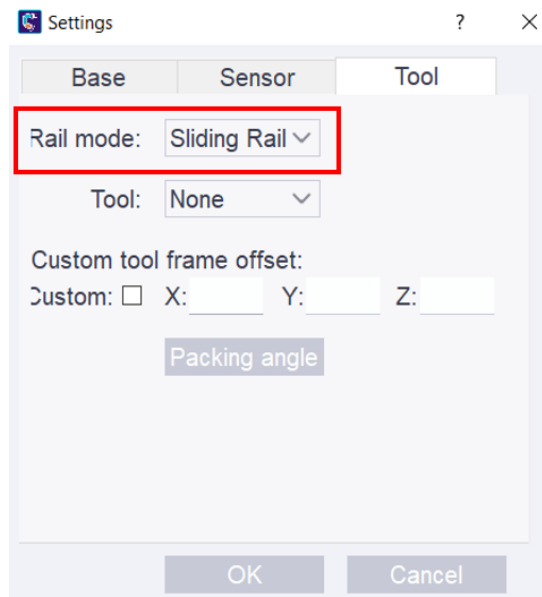 Settings ?
Base Sensor Tool
Rail mode: Sliding Rail
Tool: None
Custom tool frame offset:
Custom: X: Y: Z:
Packing angle
OK Cancel